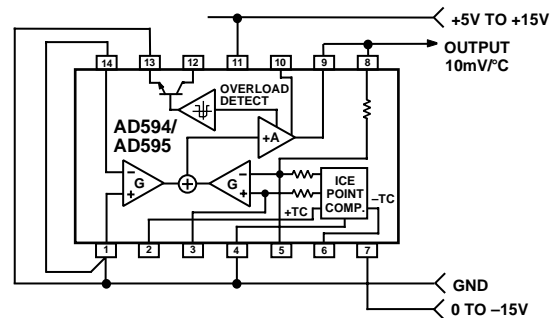 +5V TO +15V
OUTPUT
10mV/°C
14 13 12 11 10 9 8
OVERLOAD
DETECT
AD594/
AD595
+A
– –
G G
+ +
ICE
POINT
COMP.
–TC
+TC
1 2 3 4 5 6 7
GND
0 TO –15V